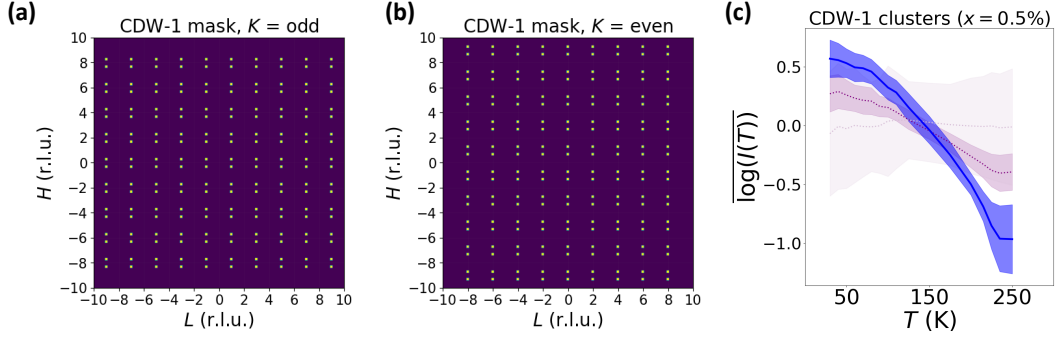 (a)
CDW-1 mask, K = odd
10
8
6
4
2
0
−2
−4
−6
−8
−10
H (r.l.u.)
−10 −8 −6 −4 −2 0 2 4 6 8 10
L (r.l.u.)
(b)
CDW-1 mask, K = even
10
8
6
4
2
0
−2
−4
−6
−8
−10
H (r.l.u.)
−10 −8 −6 −4 −2 0 2 4 6 8 10
L (r.l.u.)
(c)
CDW-1 clusters (x = 0.5%)
0.5
0.0
−0.5
−1.0
log(I(T))
50 150 250
T (K)